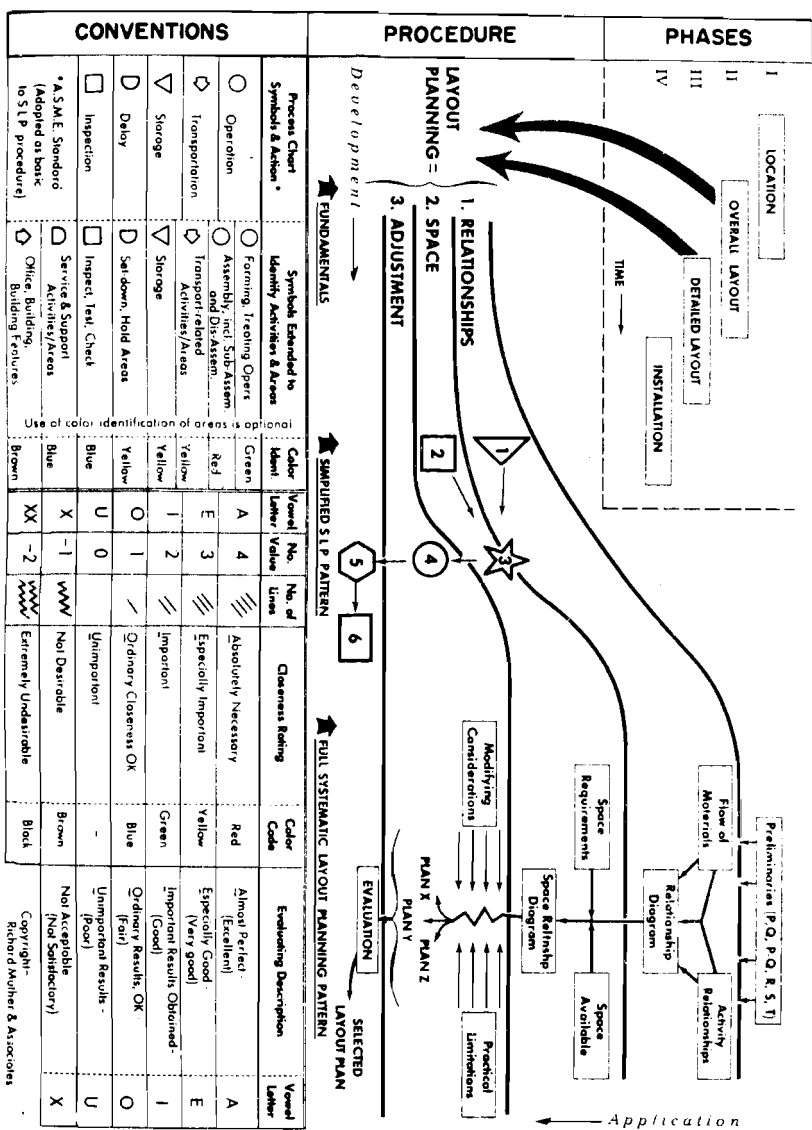 PHASES
I
LOCATION
II
OVERALL LAYOUT
III
DETAILED LAYOUT
IV
INSTALLATION
TIME
Preliminaries (P,Q, P-Q, R, S, T)
PROCEDURE
LAYOUT
PLANNING =
1. RELATIONSHIPS
2. SPACE
3. ADJUSTMENT
Development
1
2
3
4
5
6
Flow of
Materials
Activity
Relationships
Relationship
Diagram
Space
Requirements
Space
Available
Space Reltnship
Diagram
Modifying
Considerations
Practical
Limitations
PLAN X
PLAN Y
PLAN Z
EVALUATION
SELECTED
LAYOUT PLAN
Application
FUNDAMENTALS
SIMPLIFIED S L P PATTERN
FULL SYSTEMATIC LAYOUT PLANNING PATTERN
CONVENTIONS
Process Chart
Symbols & Action *
Operation
Transportation
Storage
Delay
Inspection
* A.S.M.E. Standard
(Adopted as basic
to S L P procedure)
Symbols Extended to
Identify Activities & Areas
Forming, Treating Opers
Assembly, incl. Sub-Assem.
and Dis-Assem.
Transport-related
Activities/Areas
Storage
Set-down, Hold Areas
Inspect, Test, Check
Service & Support
Activities/Areas
Office, Building,
Building Features
Use of color identification of areas is optional
Color
Ident.
Green
Red
Yellow
Yellow
Yellow
Blue
Blue
Brown
Vowel
Letter
No.
Value
No. of
Lines
Closeness Rating
Color
Code
Evaluating Description
Vowel
Letter
A 4 Absolutely Necessary Red Almost Perfect - A
(Excellent)
E 3 Especially Important Yellow Especially Good - E
(Very good)
I 2 Important Green Important Results Obtained - I
(Good)
O 1 Ordinary Closeness OK Blue Ordinary Results, OK - O
(Fair)
U 0 Unimportant - Unimportant Results - U
(Poor)
X -1 Not Desirable Brown Not Acceptable X
(Not Satisfactory)
XX -2 Extremely Undesirable Black
Copyright-
Richard Muther & Associates